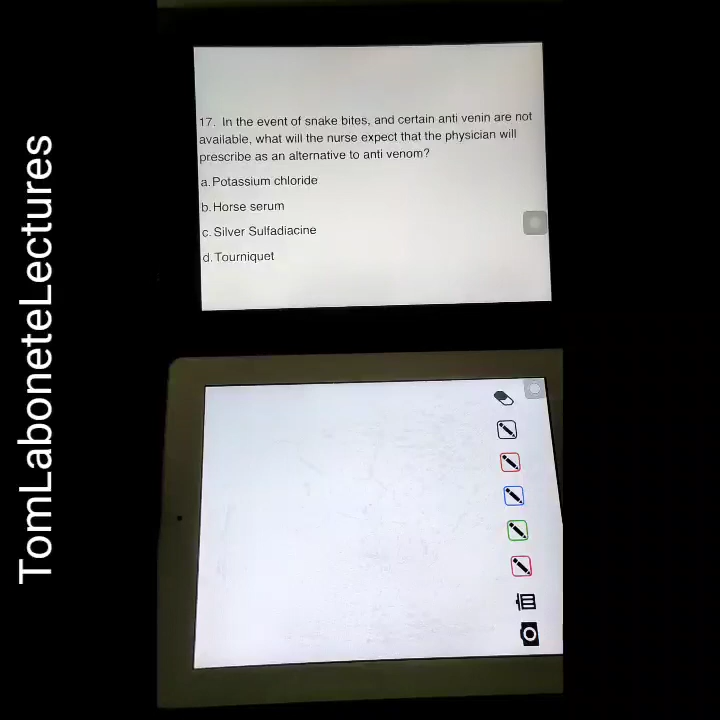 TomLaboneteLectures
17. In the event of snake bites, and certain anti venin are not
available, what will the nurse expect that the physician will
prescribe as an alternative to anti venom?
a. Potassium chloride
b. Horse serum
c. Silver Sulfadiacine
d. Tourniquet